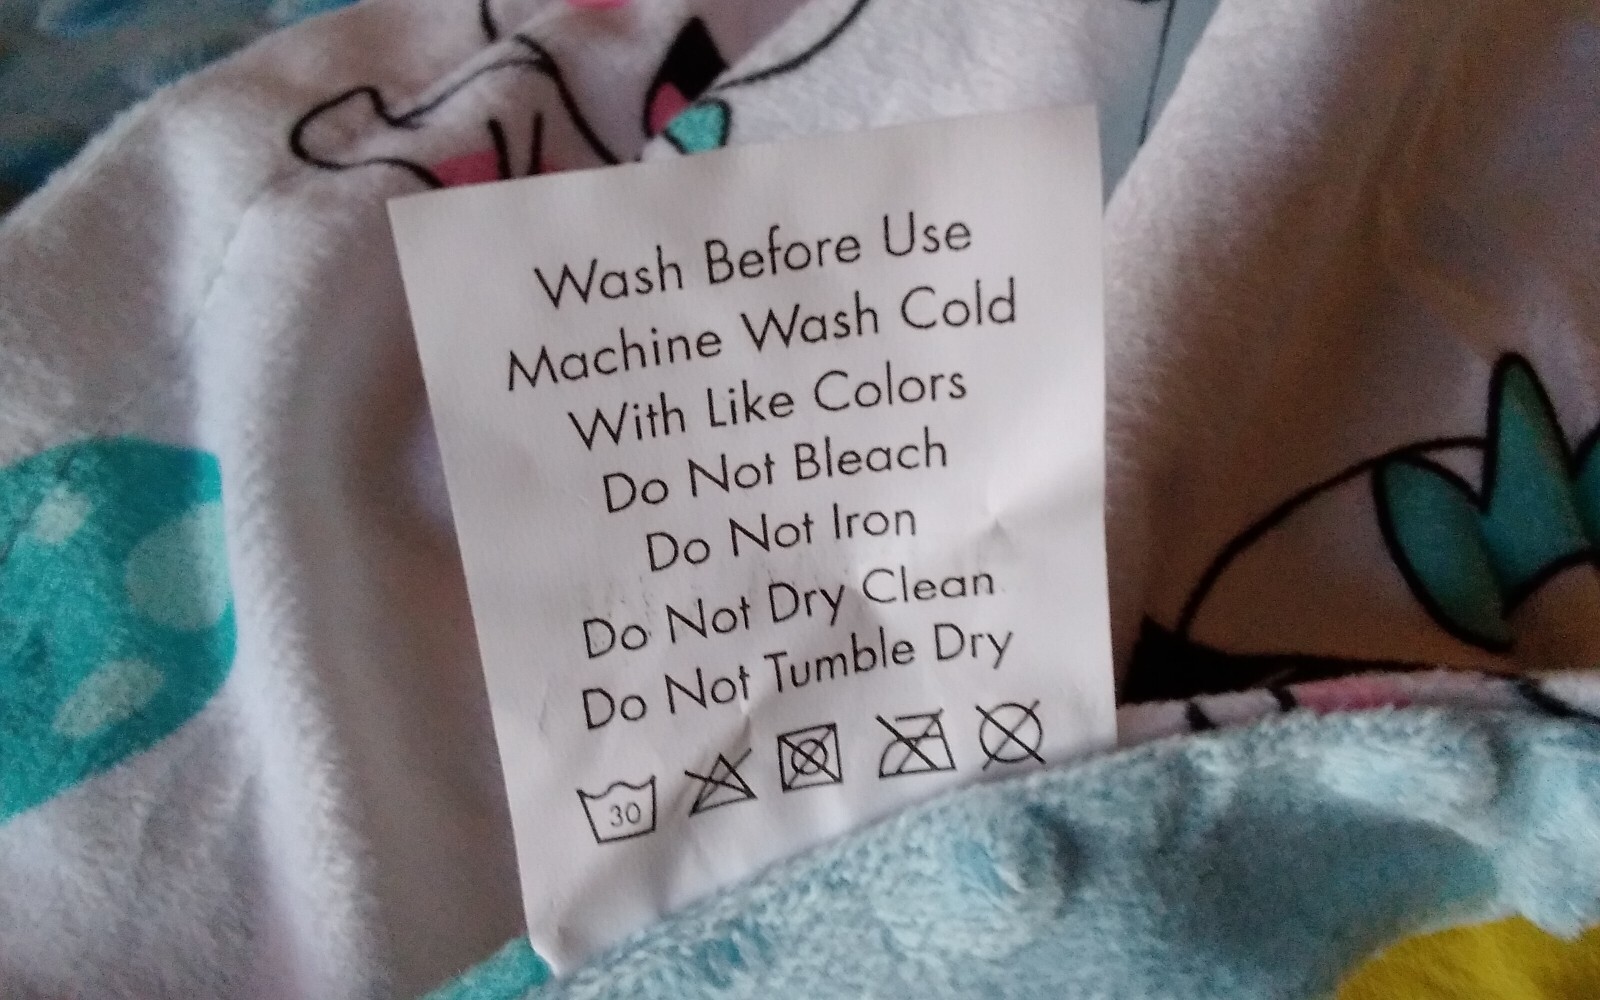 Wash Before Use
Machine Wash Cold
With Like Colors
Do Not Bleach
Do Not Iron
Do Not Dry Clean
Do Not Tumble Dry
30